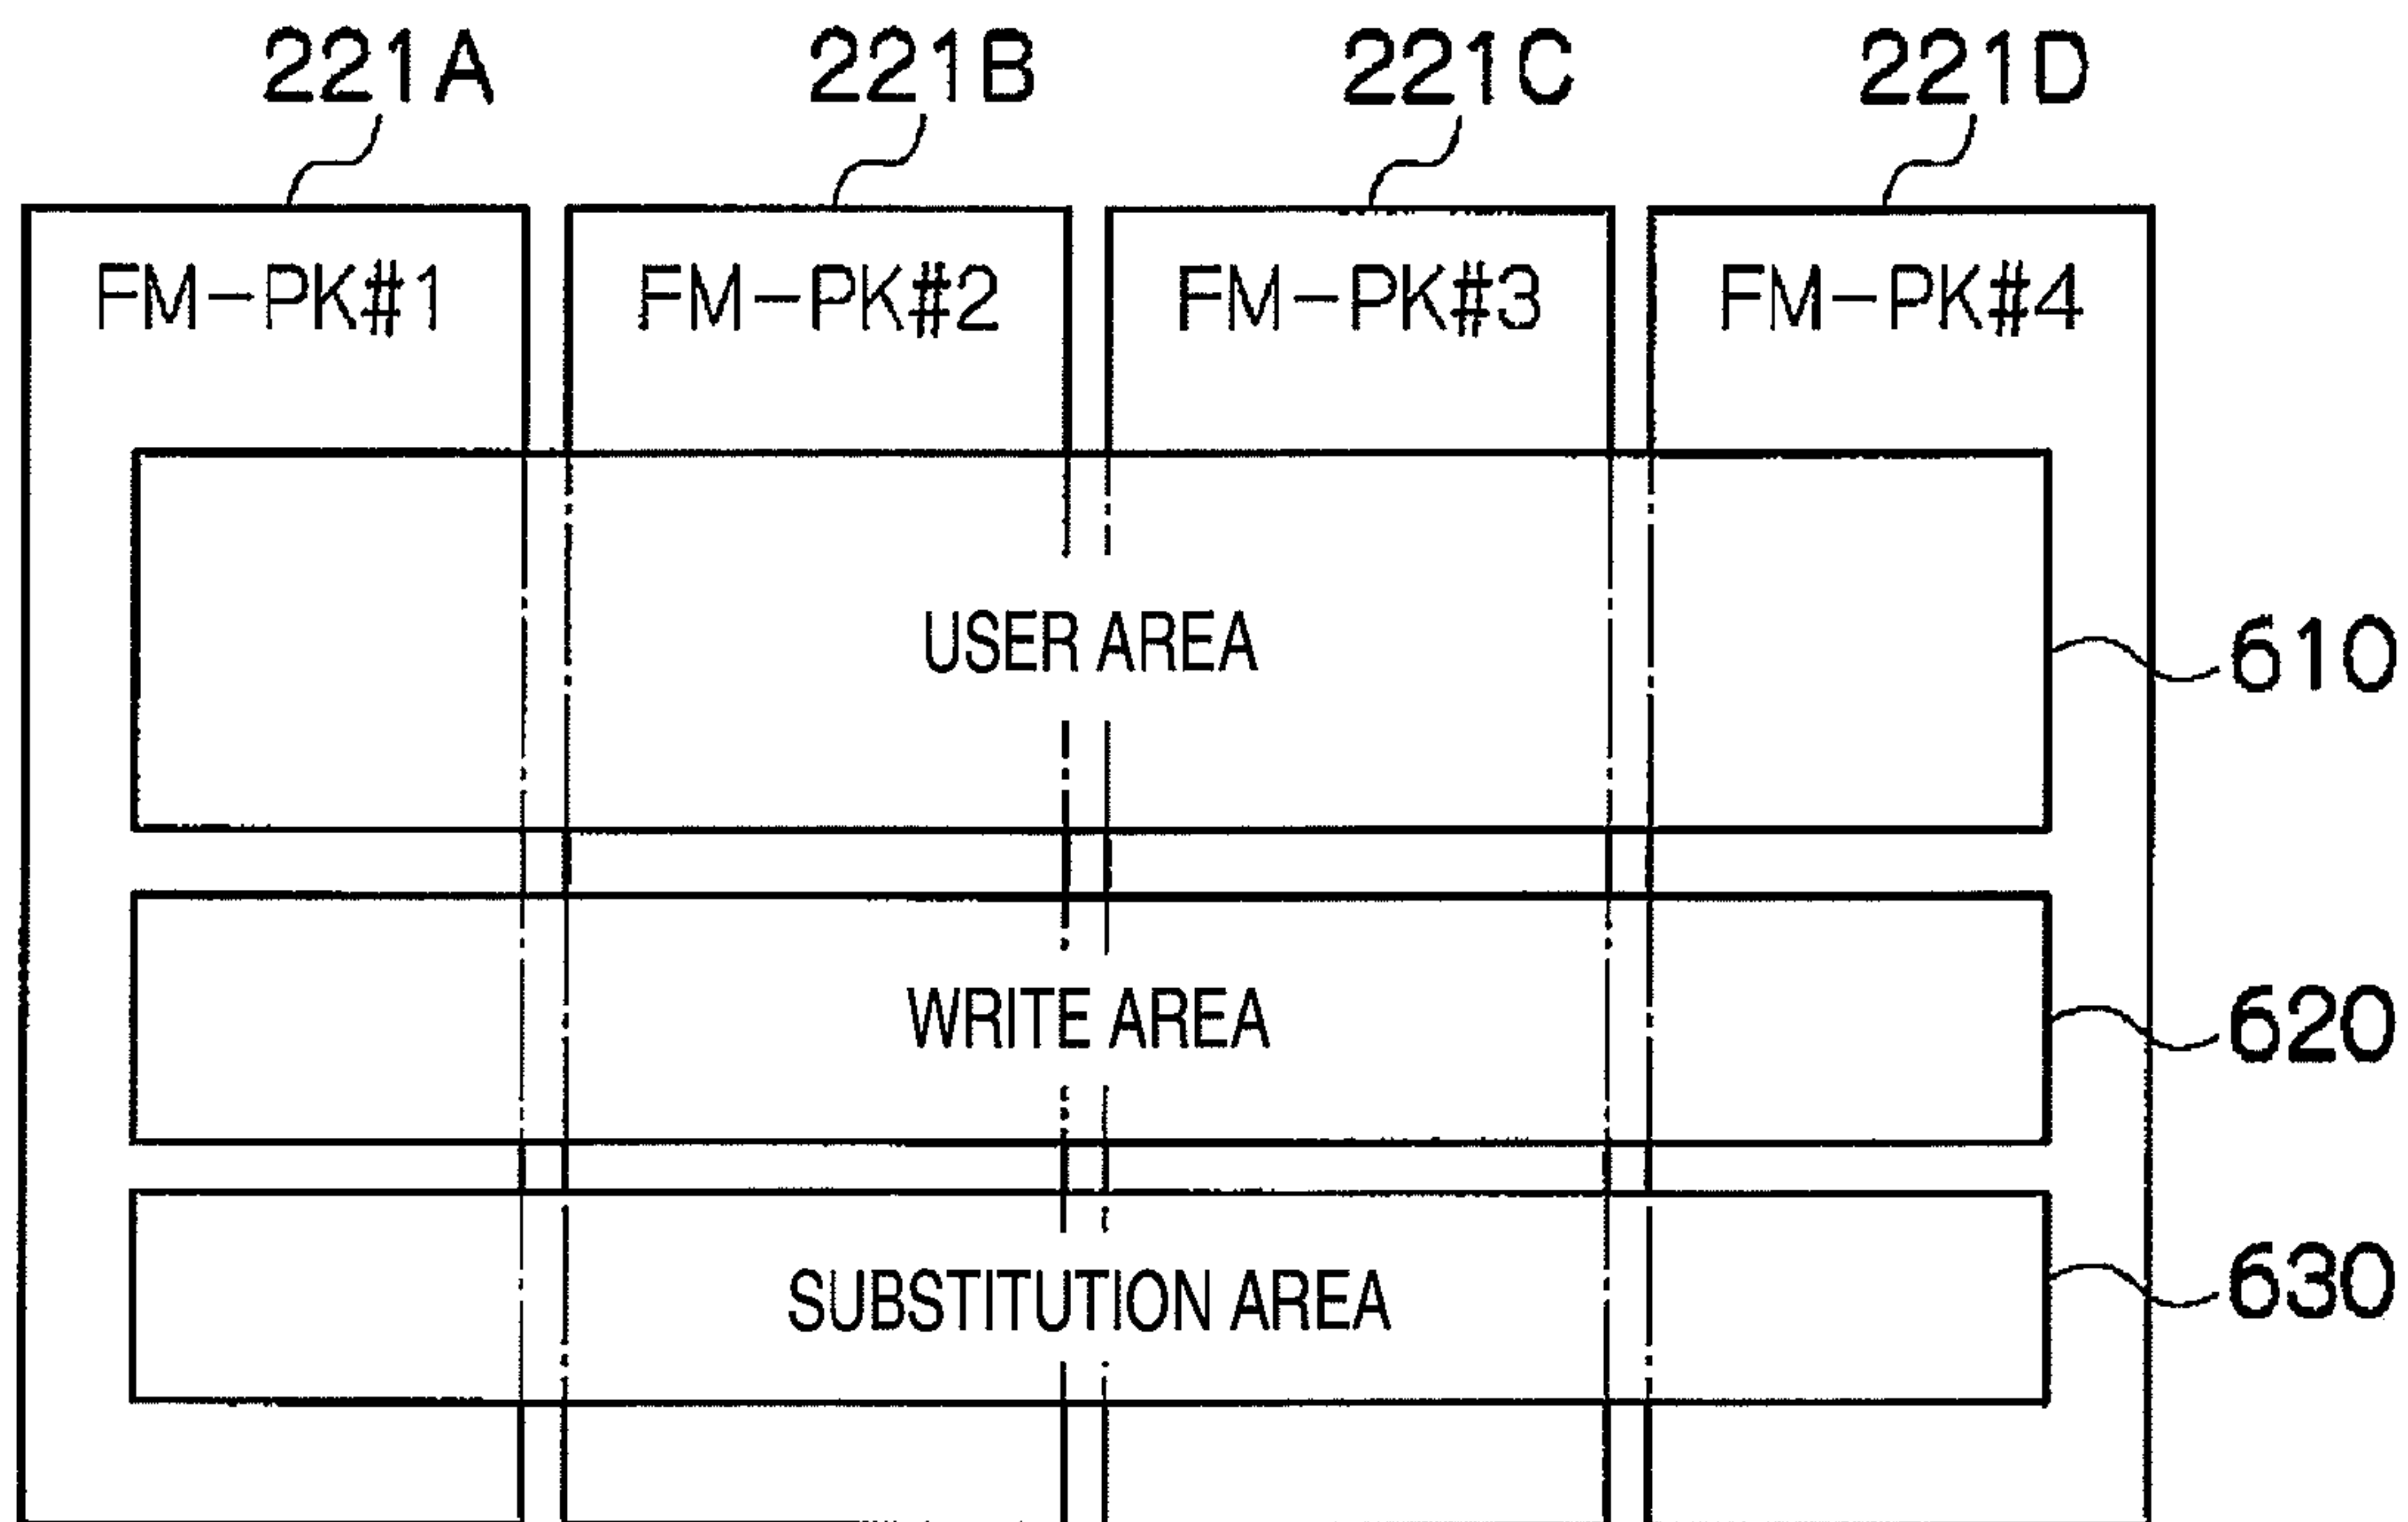 221A 221B 221C 221D
FM-PK#1 FM-PK#2 FM-PK#3 FM-PK#4
USER AREA 610
WRITE AREA 620
SUBSTITUTION AREA 630